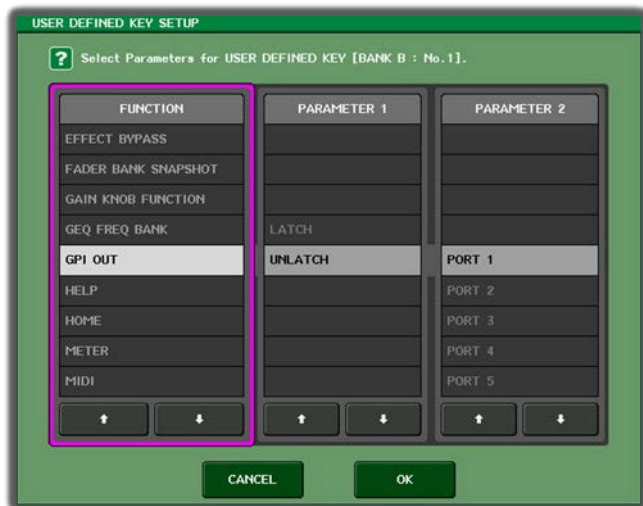 USER DEFINED KEY SETUP
? Select Parameters for USER DEFINED KEY [BANK B : No.1].
FUNCTION
EFFECT BYPASS
FADER BANK SNAPSHOT
GAIN KNOB FUNCTION
GEQ FREQ BANK
GPI OUT
HELP
HOME
METER
MIDI
PARAMETER 1
LATCH
UNLATCH
PARAMETER 2
PORT 1
PORT 2
PORT 3
PORT 4
PORT 5
CANCEL
OK